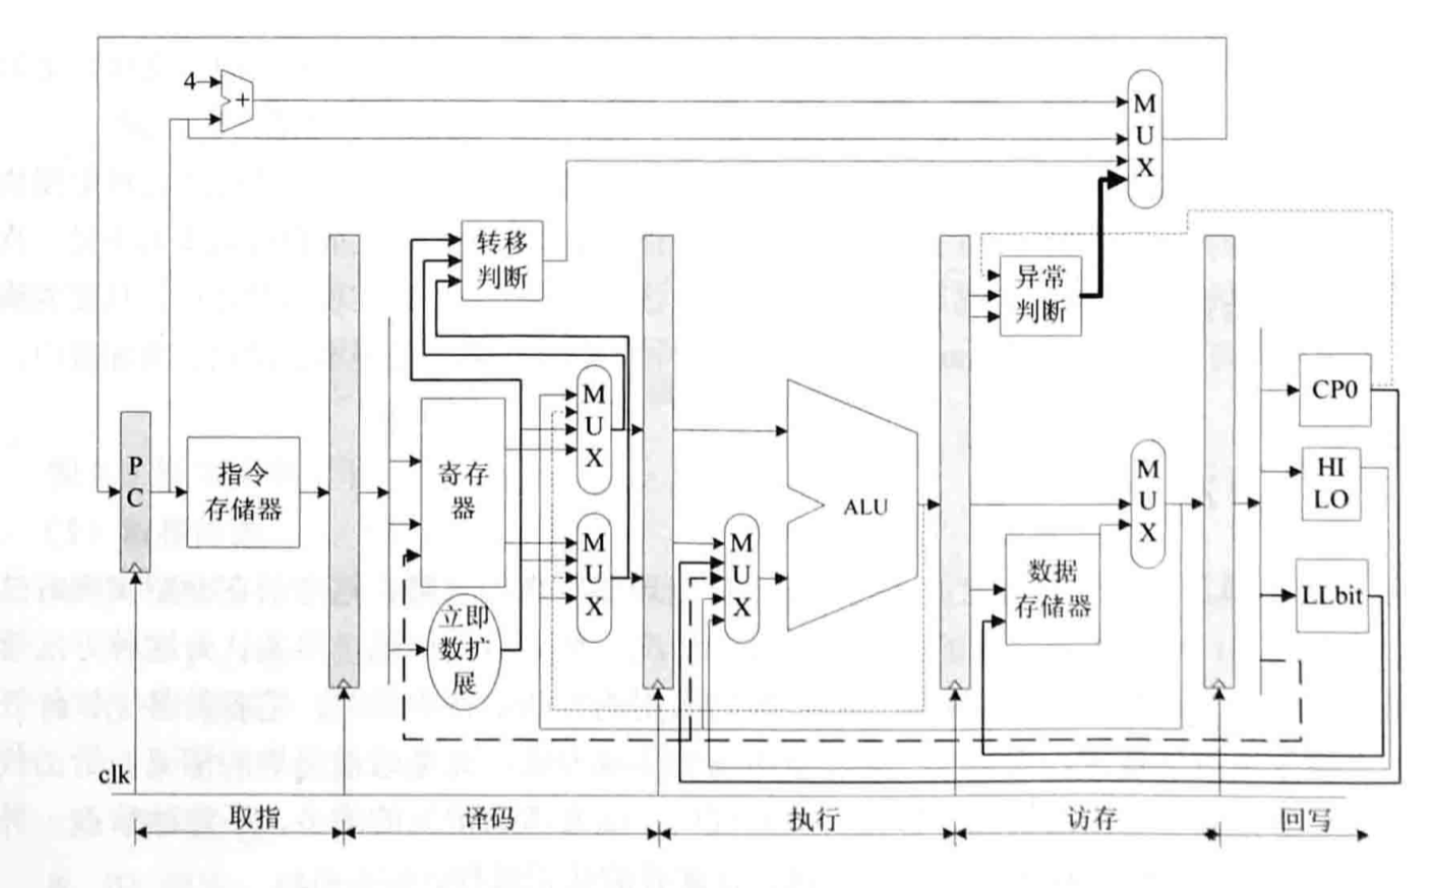 4
+
M
U
X
转移
判断
异常
判断
P
C
指令
存储器
寄存
器
M
U
X
M
U
X
立即
数扩
展
M
U
X
ALU
M
U
X
数据
存储器
CP0
HI
LO
LLbit
clk
取指
译码
执行
访存
回写